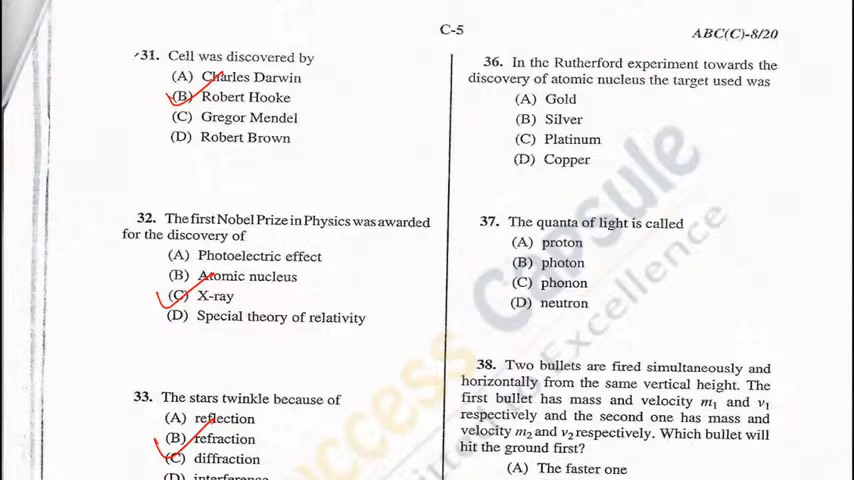 C-5
ABC(C)-8/20
31. Cell was discovered by
(A) Charles Darwin
(B) Robert Hooke
(C) Gregor Mendel
(D) Robert Brown
32. The first Nobel Prize in Physics was awarded
for the discovery of
(A) Photoelectric effect
(B) Atomic nucleus
(C) X-ray
(D) Special theory of relativity
33. The stars twinkle because of
(A) reflection
(B) refraction
(C) diffraction
(D) interference
36. In the Rutherford experiment towards the
discovery of atomic nucleus the target used was
(A) Gold
(B) Silver
(C) Platinum
(D) Copper
37. The quanta of light is called
(A) proton
(B) photon
(C) phonon
(D) neutron
38. Two bullets are fired simultaneously and
horizontally from the same vertical height. The
first bullet has mass and velocity m₁ and v₁
respectively and the second one has mass and
velocity m₂ and v₂ respectively. Which bullet will
hit the ground first?
(A) The faster one
Success Capsule
to Excellence